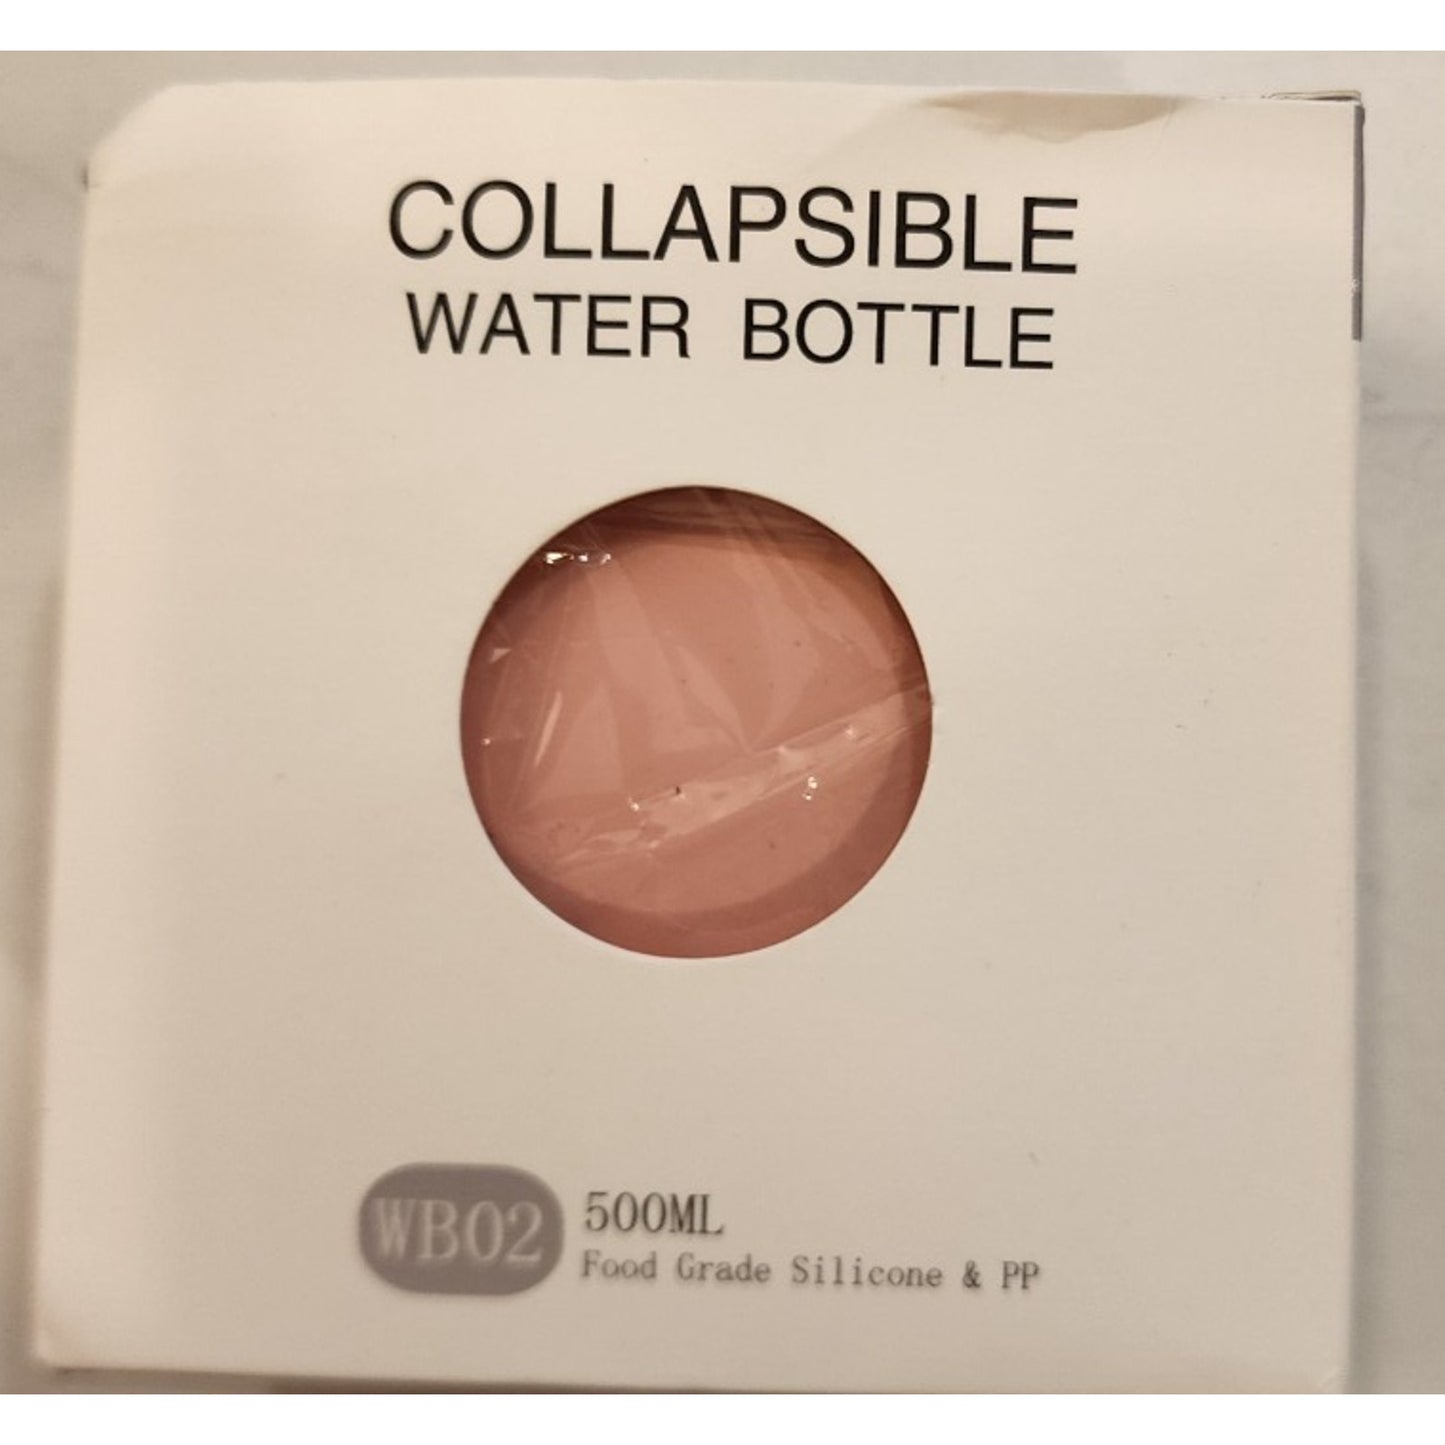 COLLAPSIBLE
WATER BOTTLE
WB02
500ML
Food Grade Silicone & PP